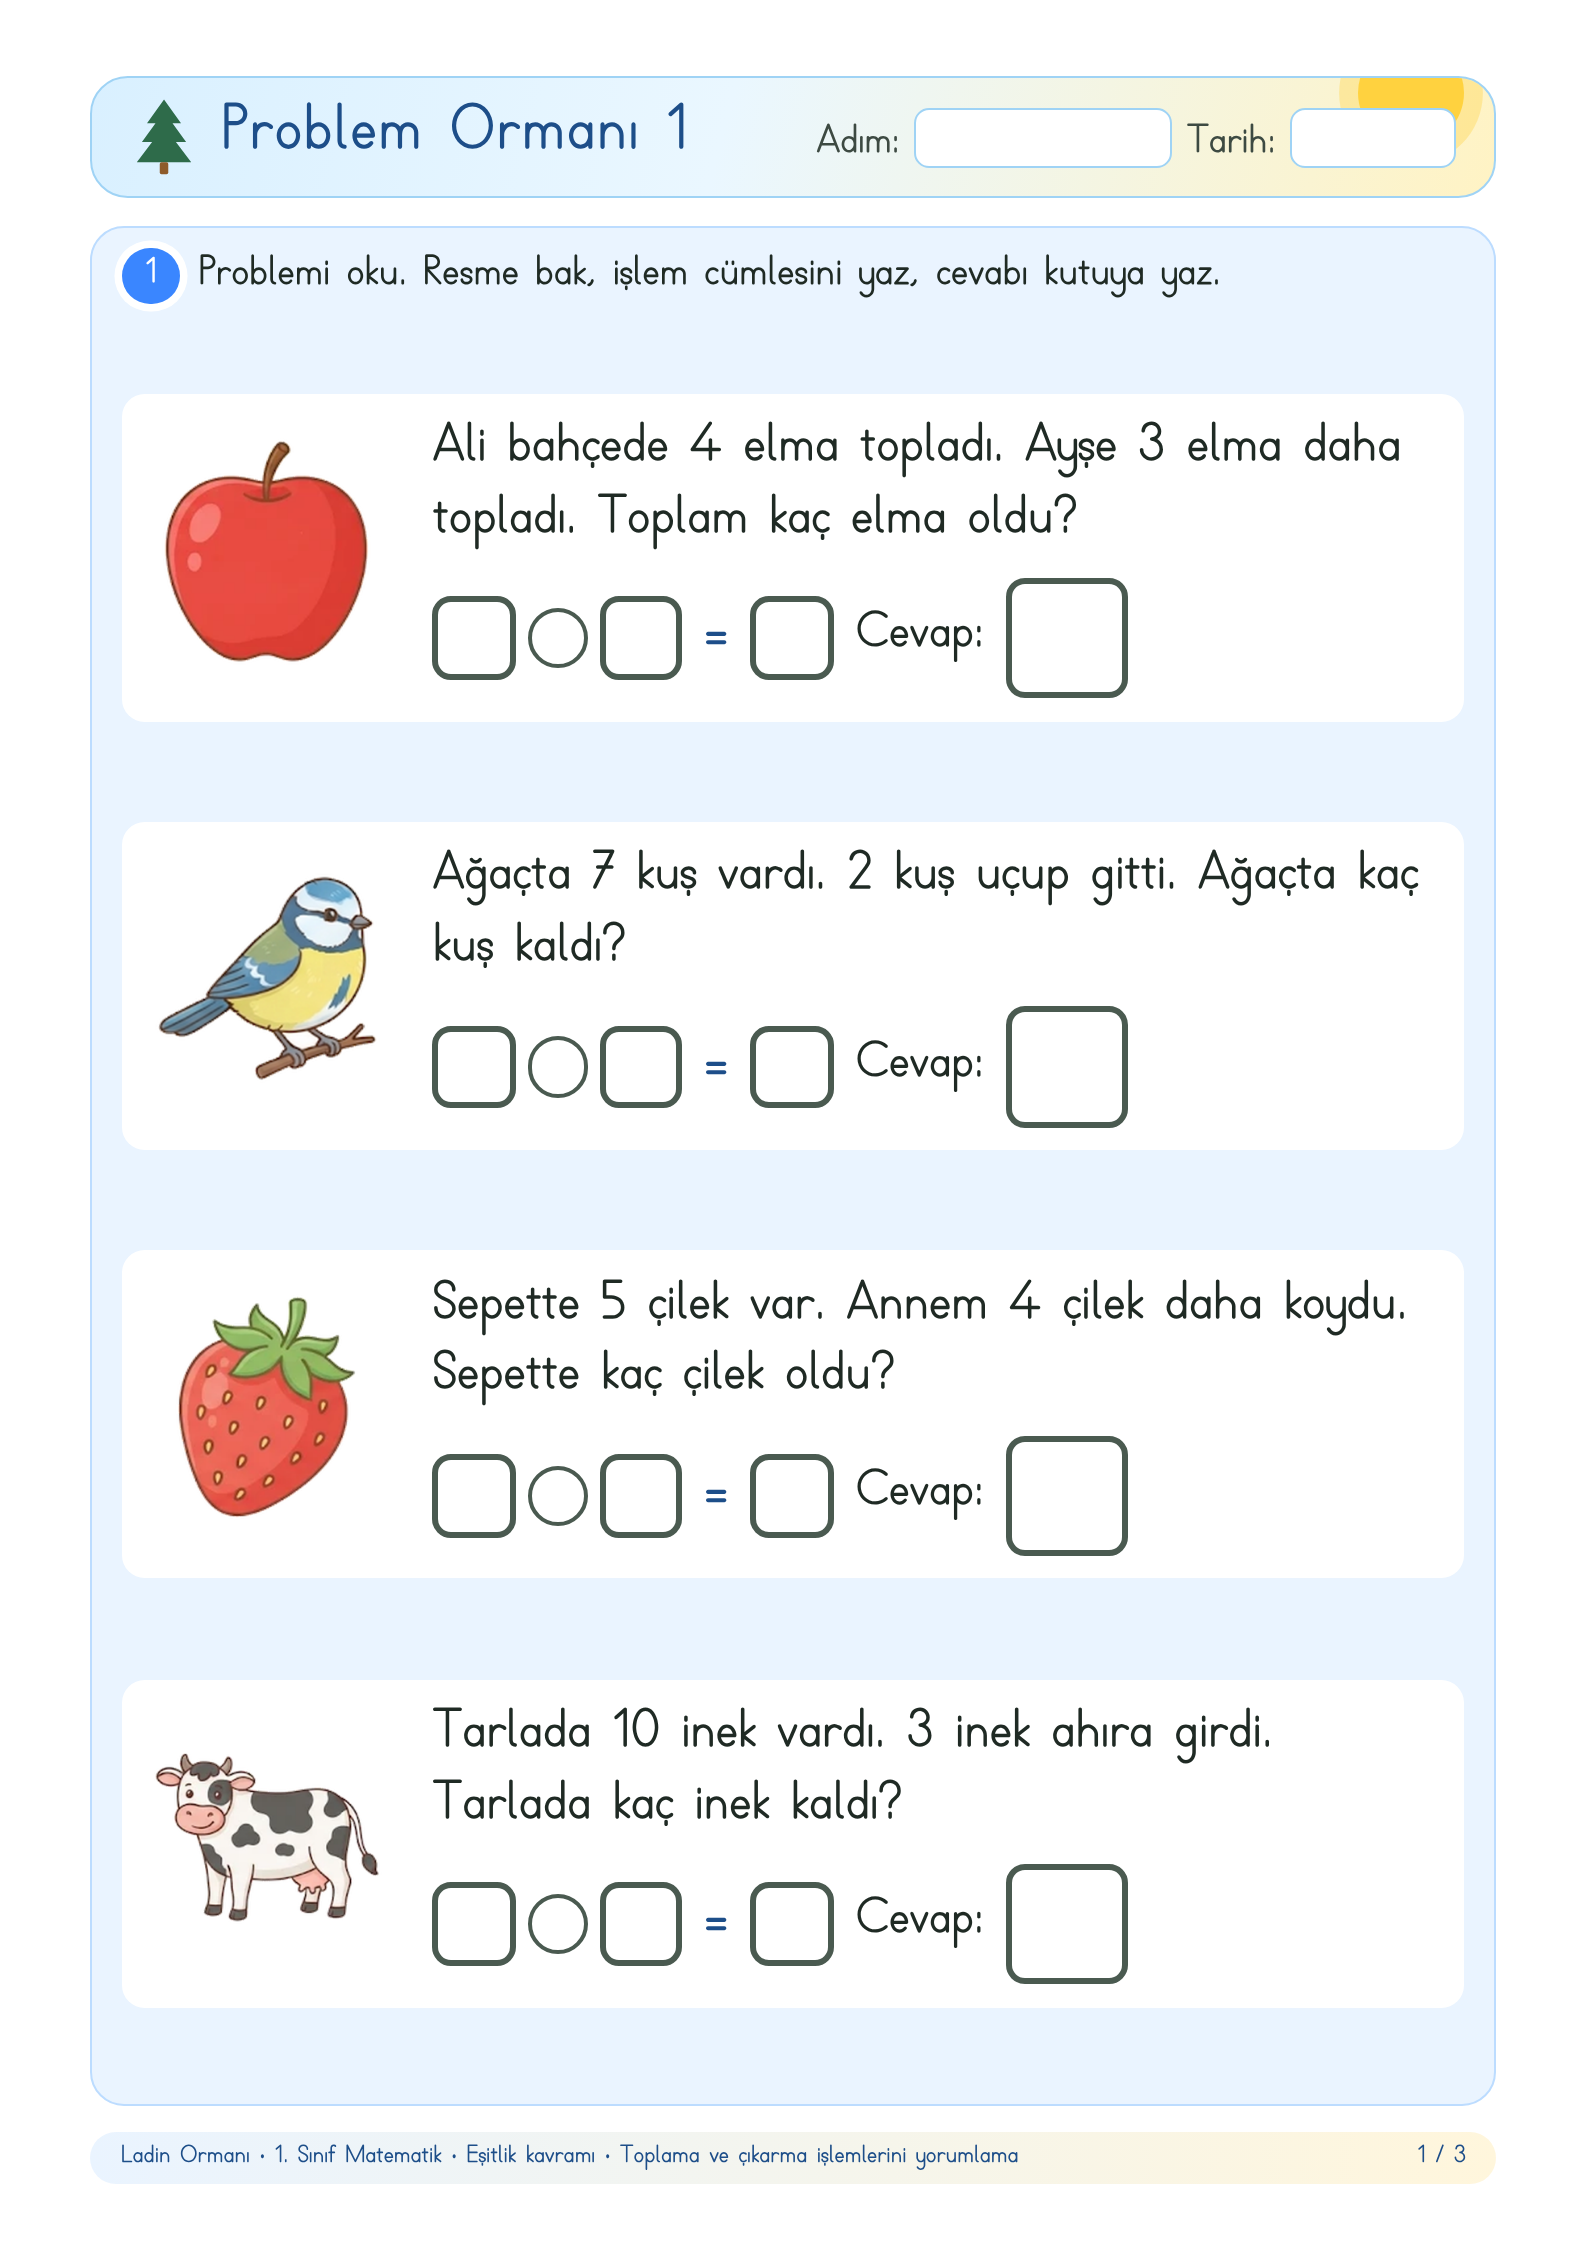 Problem Ormanı 1
Adım:
Tarih:
1 Problemi oku. Resme bak, işlem cümlesini yaz, cevabı kutuya yaz.
Ali bahçede 4 elma topladı. Ayşe 3 elma daha
topladı. Toplam kaç elma oldu?
= Cevap:
Ağaçta 7 kuş vardı. 2 kuş uçup gitti. Ağaçta kaç
kuş kaldı?
= Cevap:
Sepette 5 çilek var. Annem 4 çilek daha koydu.
Sepette kaç çilek oldu?
= Cevap:
Tarlada 10 inek vardı. 3 inek ahıra girdi.
Tarlada kaç inek kaldı?
= Cevap:
Ladin Ormanı • 1. Sınıf Matematik • Eşitlik kavramı • Toplama ve çıkarma işlemlerini yorumlama
1 / 3